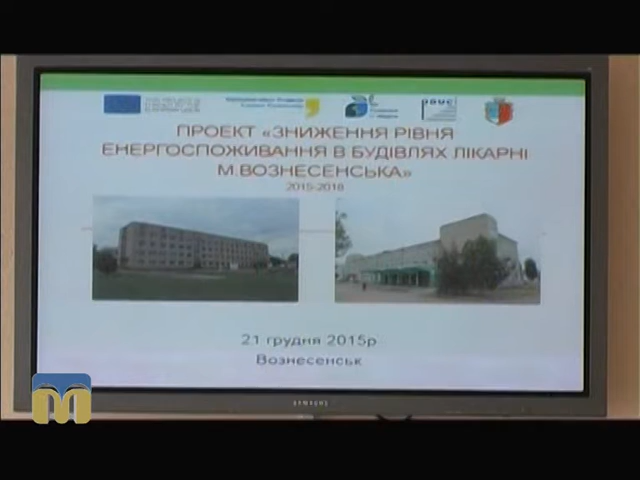 ПРОЕКТ «ЗНИЖЕННЯ РІВНЯ
ЕНЕРГОСПОЖИВАННЯ В БУДІВЛЯХ ЛІКАРНІ
М.ВОЗНЕСЕНСЬКА»
2015-2018
21 грудня 2015р
Вознесенськ
SAMSUNG